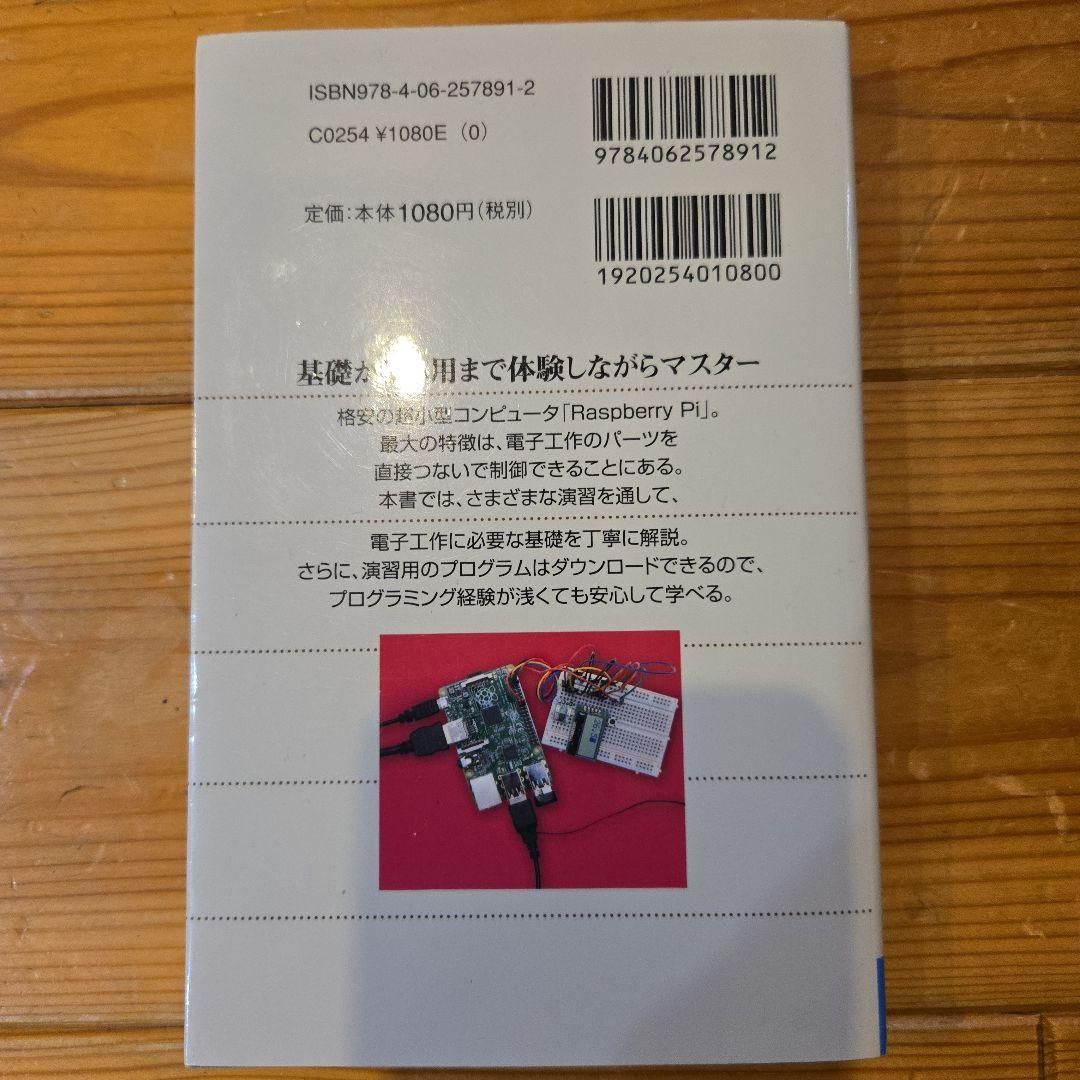 ISBN978-4-06-257891-2
C0254 ¥1080E (0)
9784062578912
定価:本体1080円(税別)
1920254010800
基礎か用まで体験しながらマスター
格安の超小型コンピュータ「Raspberry Pi」。
最大の特徴は、電子工作のパーツを
直接つないで制御できることにある。
本書では、さまざまな演習を通して、
電子工作に必要な基礎を丁寧に解説。
さらに、演習用のプログラムはダウンロードできるので、
プログラミング経験が浅くても安心して学べる。